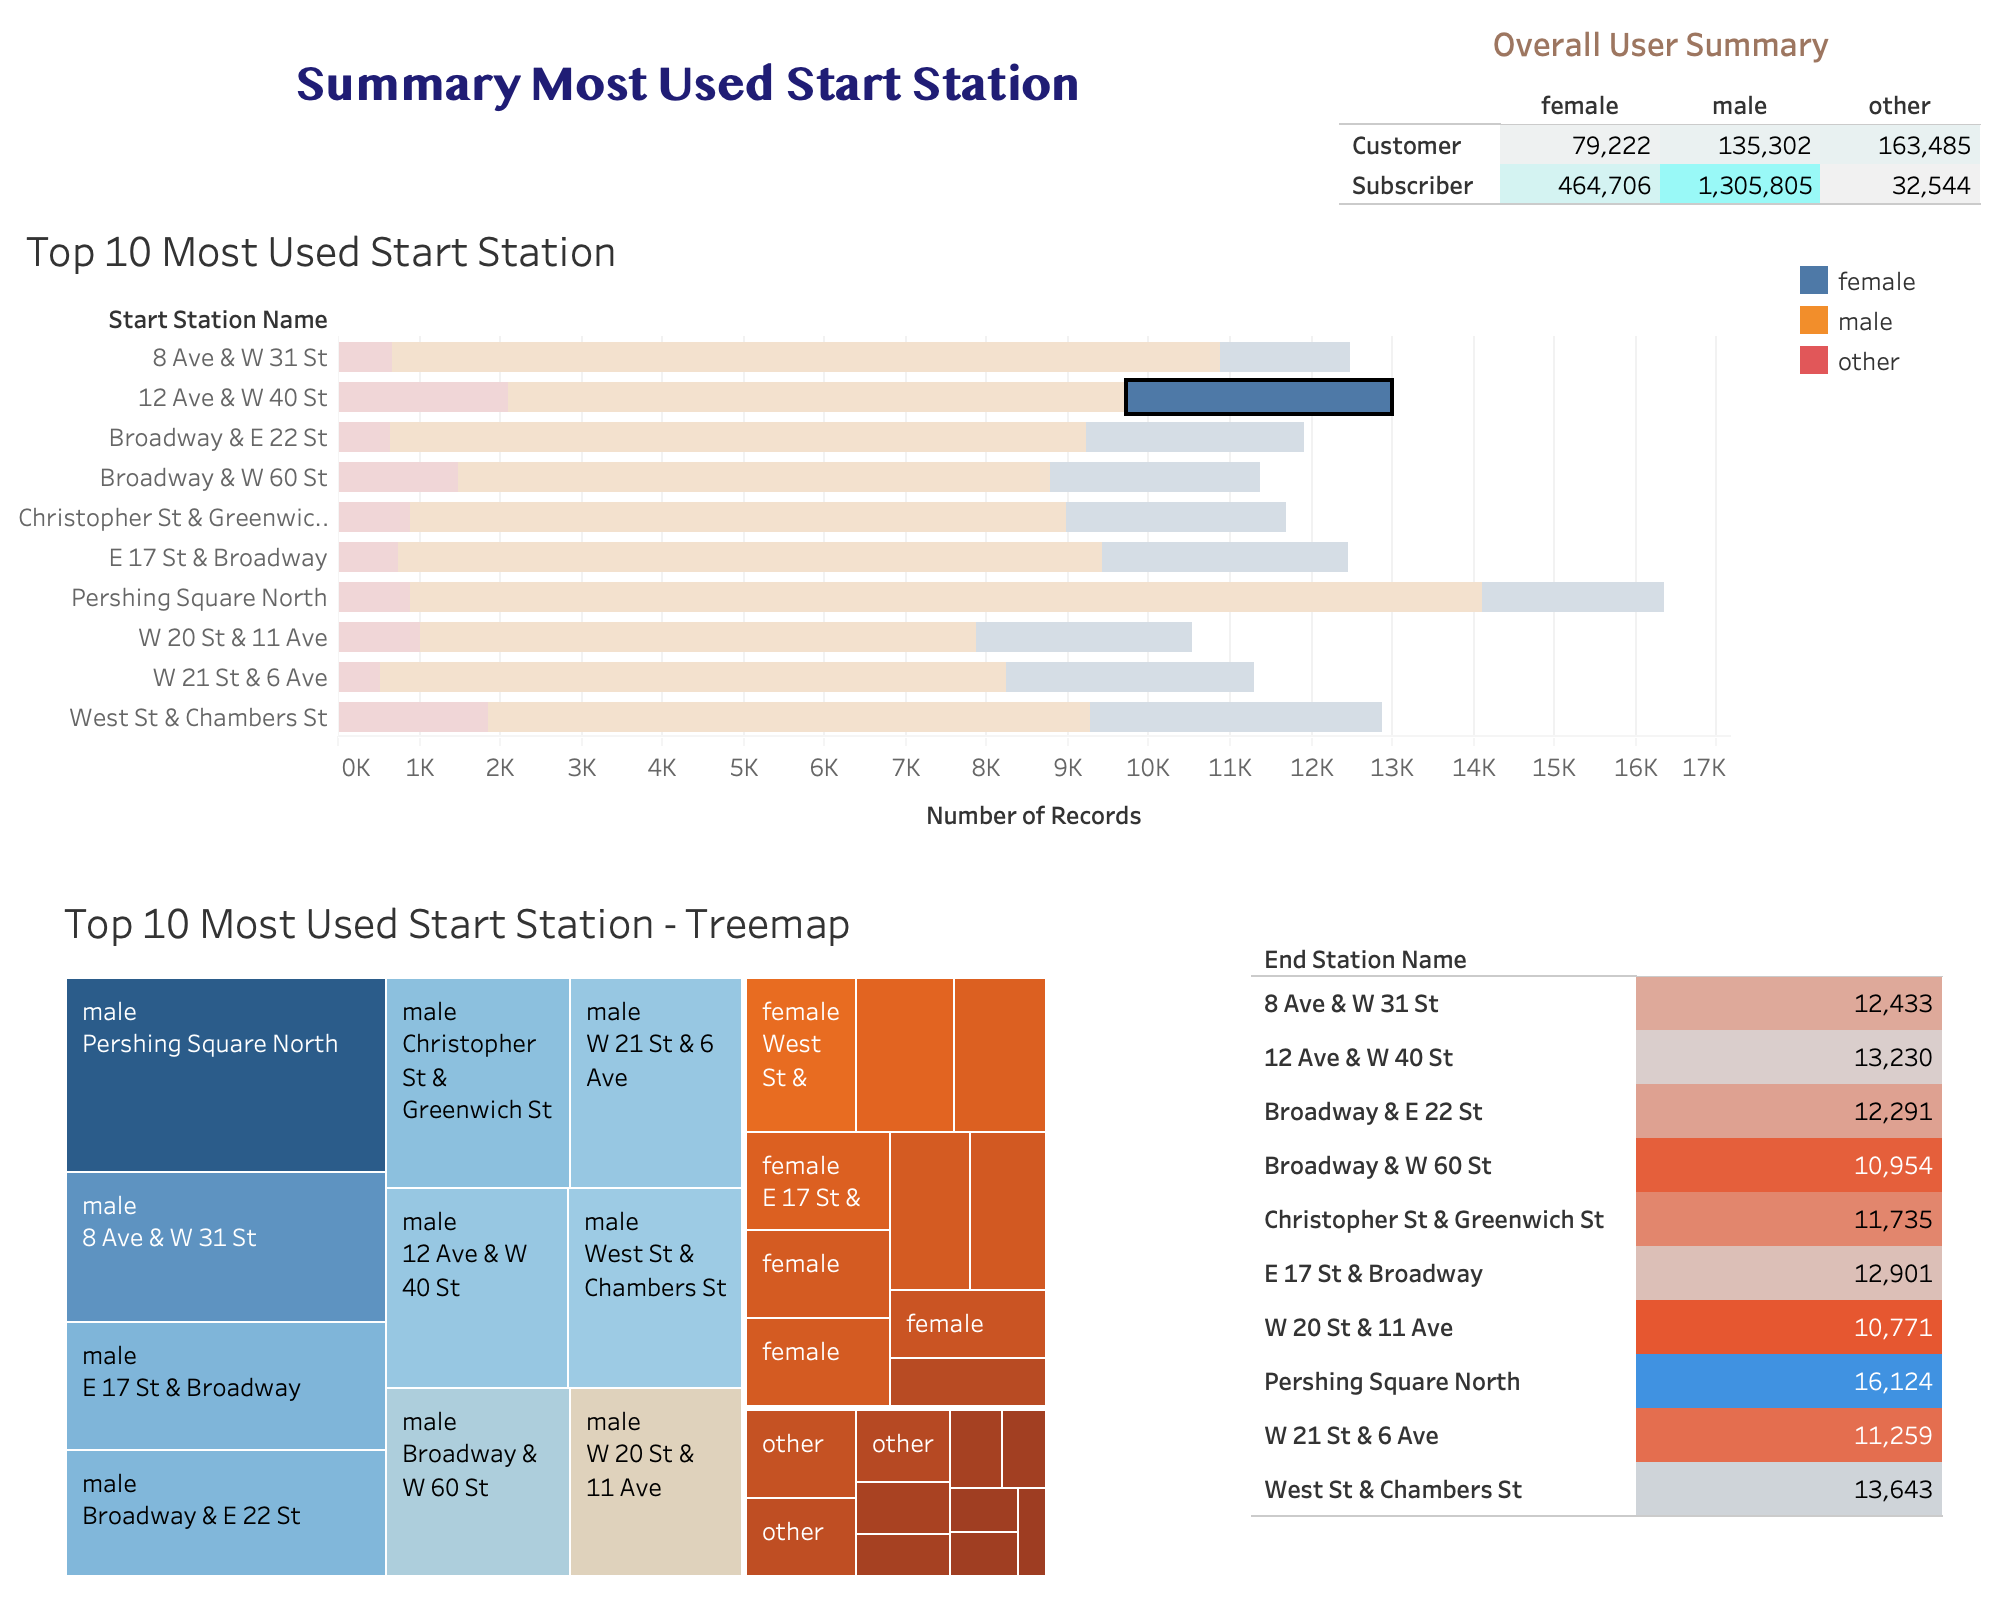 Summary Most Used Start Station
Overall User Summary
female male other
Customer 79,222 135,302 163,485
Subscriber 464,706 1,305,805 32,544
Top 10 Most Used Start Station
female
male
other
Start Station Name
8 Ave & W 31 St
12 Ave & W 40 St
Broadway & E 22 St
Broadway & W 60 St
Christopher St & Greenwic..
E 17 St & Broadway
Pershing Square North
W 20 St & 11 Ave
W 21 St & 6 Ave
West St & Chambers St
0K 1K 2K 3K 4K 5K 6K 7K 8K 9K 10K 11K 12K 13K 14K 15K 16K 17K
Number of Records
Top 10 Most Used Start Station - Treemap
male
Pershing Square North
male
8 Ave & W 31 St
male
E 17 St & Broadway
male
Broadway & E 22 St
male
Christopher
St &
Greenwich St
male
W 21 St & 6
Ave
male
12 Ave & W
40 St
male
West St &
Chambers St
male
Broadway &
W 60 St
male
W 20 St &
11 Ave
female
West
St &
female
E 17 St &
female
female
female
other
other
other
End Station Name
8 Ave & W 31 St 12,433
12 Ave & W 40 St 13,230
Broadway & E 22 St 12,291
Broadway & W 60 St 10,954
Christopher St & Greenwich St 11,735
E 17 St & Broadway 12,901
W 20 St & 11 Ave 10,771
Pershing Square North 16,124
W 21 St & 6 Ave 11,259
West St & Chambers St 13,643